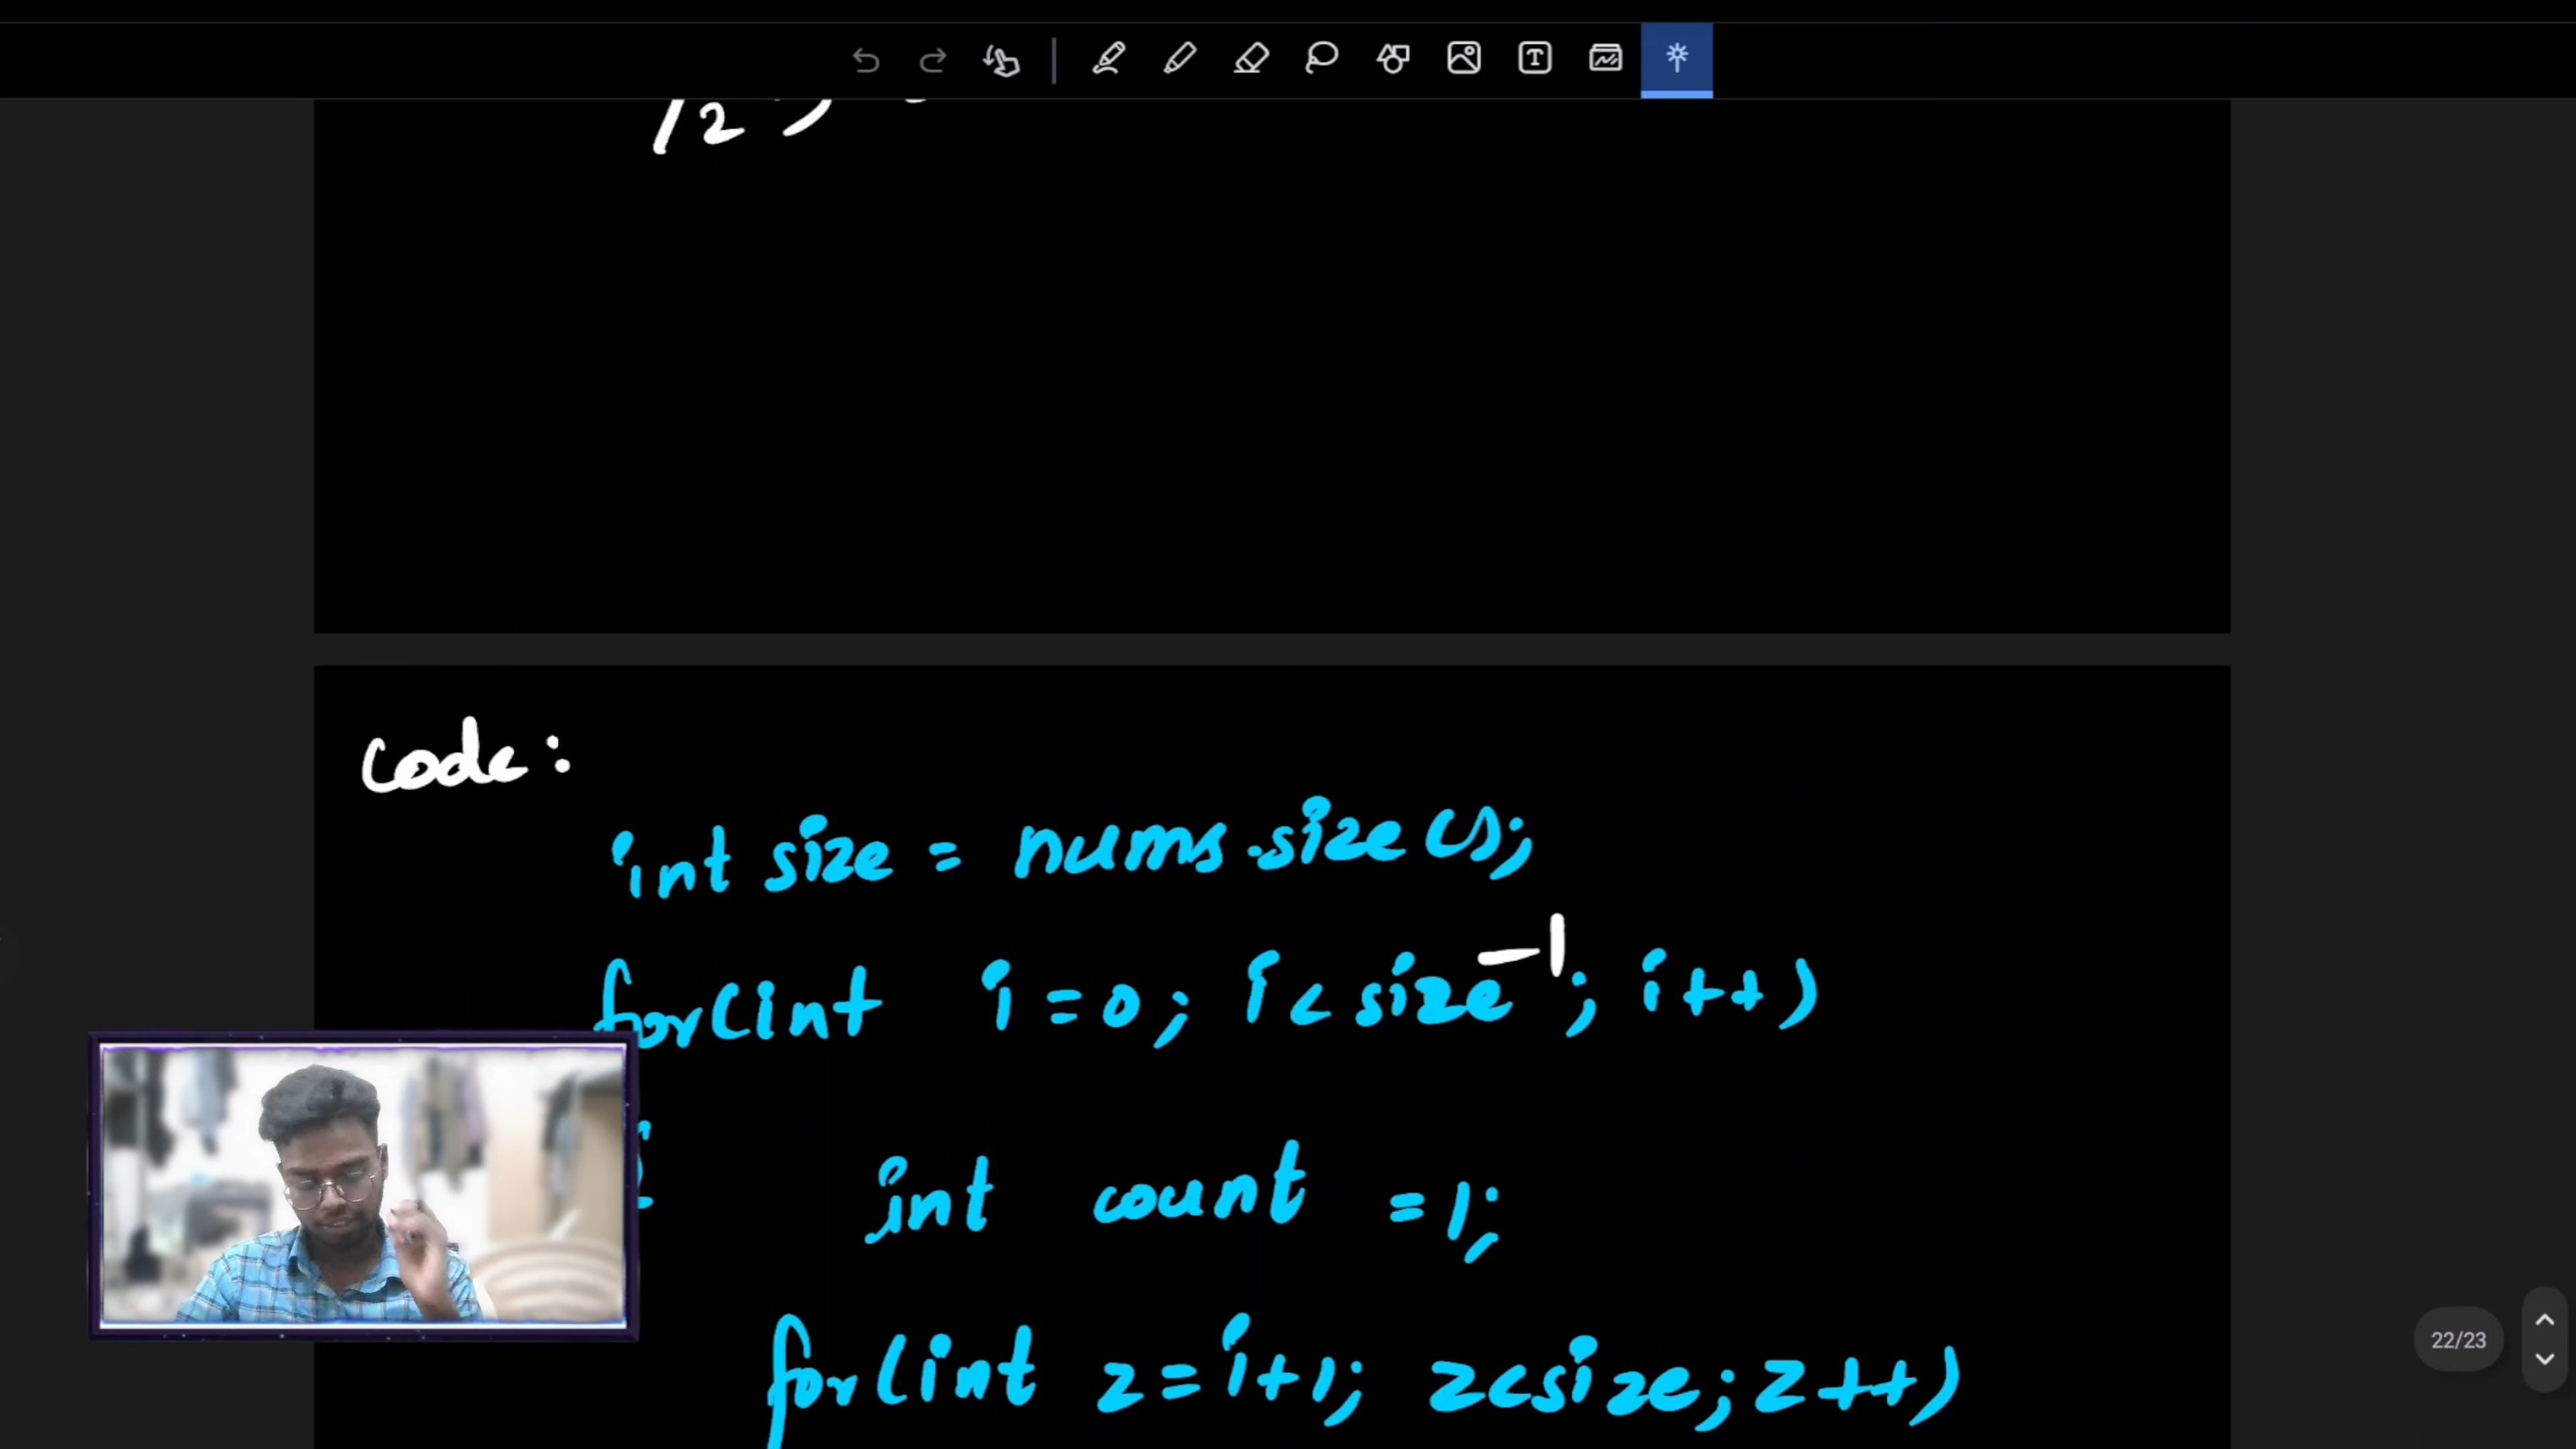 /2 ;
code:
int size = nums.size();
for(int i=0; i<size-1; i++)
{
int count =1;
for(int z=i+1; z<size; z++)
22/23